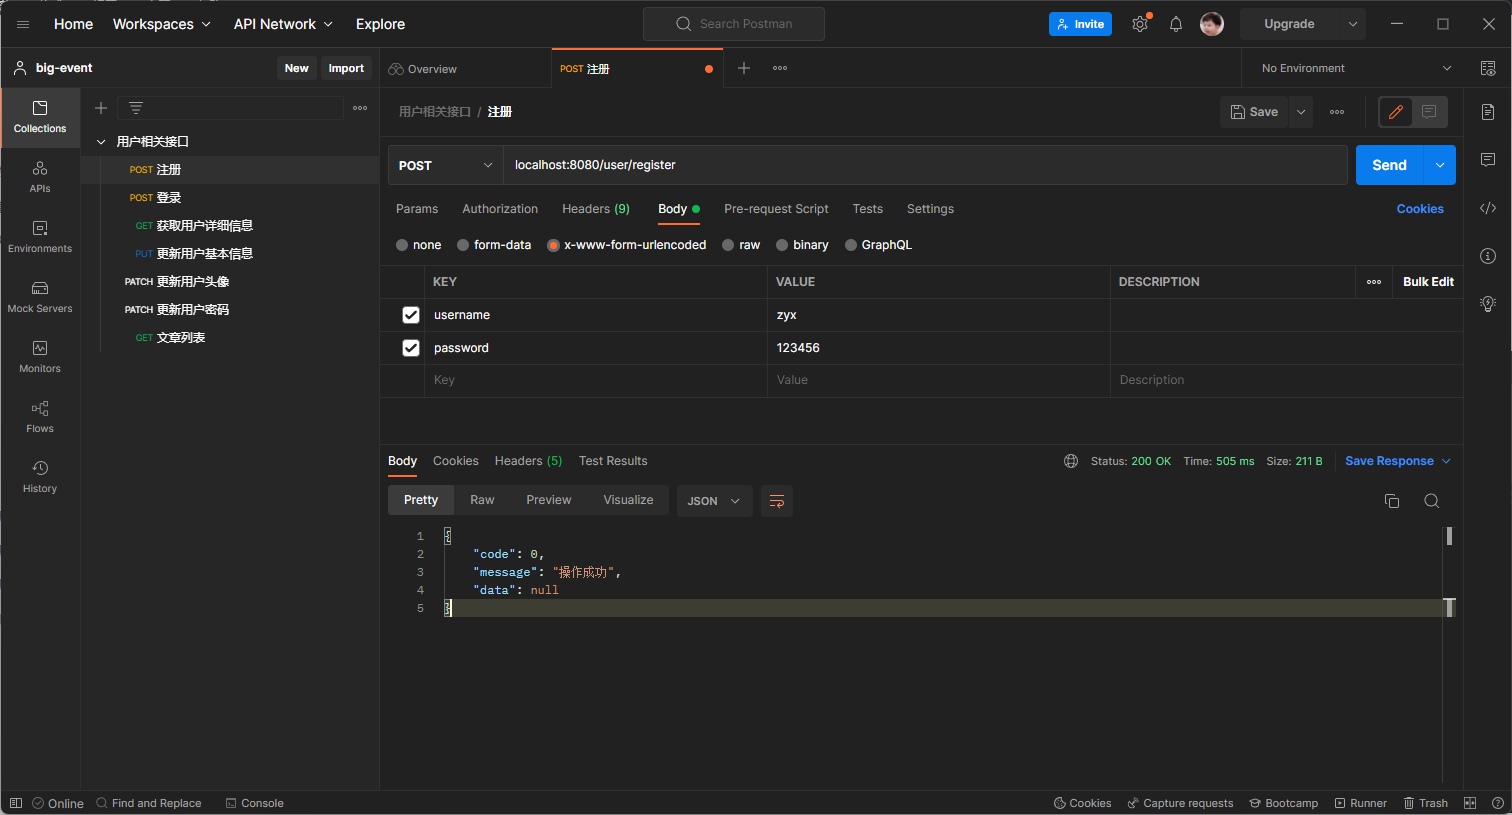 Home Workspaces API Network Explore Search Postman Invite Upgrade
big-event New Import Overview POST 注册 No Environment
Collections
APIs
Environments
Mock Servers
Monitors
Flows
History
用户相关接口
POST 注册
POST 登录
GET 获取用户详细信息
PUT 更新用户基本信息
PATCH 更新用户头像
PATCH 更新用户密码
GET 文章列表
用户相关接口 / 注册 Save
POST localhost:8080/user/register Send
Params Authorization Headers (9) Body Pre-request Script Tests Settings Cookies
none form-data x-www-form-urlencoded raw binary GraphQL
KEY VALUE DESCRIPTION Bulk Edit
username zyx
password 123456
Key Value Description
Body Cookies Headers (5) Test Results Status: 200 OK Time: 505 ms Size: 211 B Save Response
Pretty Raw Preview Visualize JSON
1 {
2 "code": 0,
3 "message": "操作成功",
4 "data": null
5 }
Online Find and Replace Console Cookies Capture requests Bootcamp Runner Trash